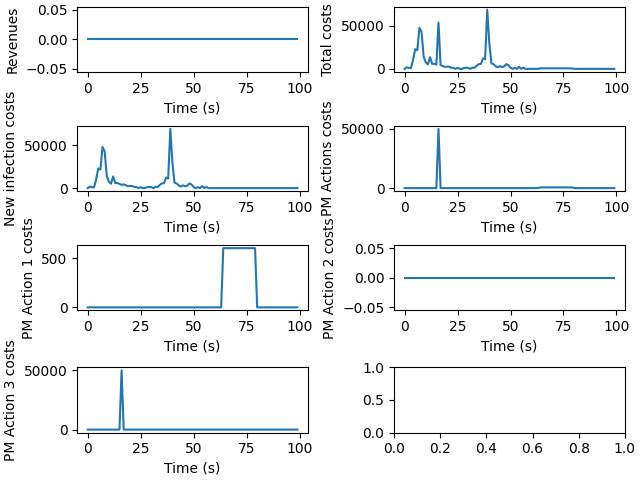 Revenues
0.05
0.00
−0.05
0 25 50 75 100
Time (s)
Total costs
50000
0
0 25 50 75 100
Time (s)
New infection costs
50000
0
0 25 50 75 100
Time (s)
PM Actions costs
50000
0
0 25 50 75 100
Time (s)
PM Action 1 costs
500
0
0 25 50 75 100
Time (s)
PM Action 2 costs
0.05
0.00
−0.05
0 25 50 75 100
Time (s)
PM Action 3 costs
50000
0
0 25 50 75 100
Time (s)
1.0
0.5
0.0
0.0 0.2 0.4 0.6 0.8 1.0